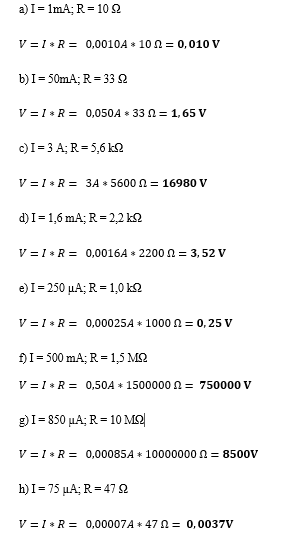 a) I = 1mA; R = 10 Ω
V = I * R = 0,0010A * 10 Ω = 0,010 V
b) I = 50mA; R = 33 Ω
V = I * R = 0,050A * 33 Ω = 1,65 V
c) I = 3 A; R = 5,6 kΩ
V = I * R = 3A * 5600 Ω = 16980 V
d) I = 1,6 mA; R = 2,2 kΩ
V = I * R = 0,0016A * 2200 Ω = 3,52 V
e) I = 250 μA; R = 1,0 kΩ
V = I * R = 0,00025A * 1000 Ω = 0,25 V
f) I = 500 mA; R = 1,5 MΩ
V = I * R = 0,50A * 1500000 Ω = 750000 V
g) I = 850 μA; R = 10 MΩ
V = I * R = 0,00085A * 10000000 Ω = 8500V
h) I = 75 μA; R = 47 Ω
V = I * R = 0,00007A * 47 Ω = 0,0037V